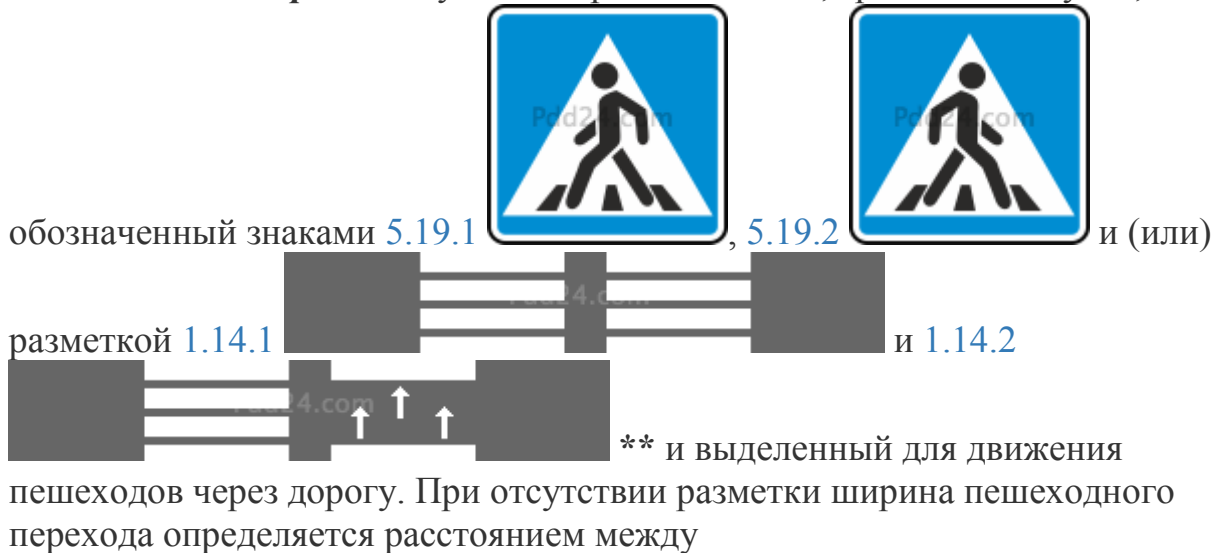 обозначенный знаками 5.19.1 , 5.19.2 и (или)
разметкой 1.14.1 и 1.14.2
** и выделенный для движения
пешеходов через дорогу. При отсутствии разметки ширина пешеходного
перехода определяется расстоянием между